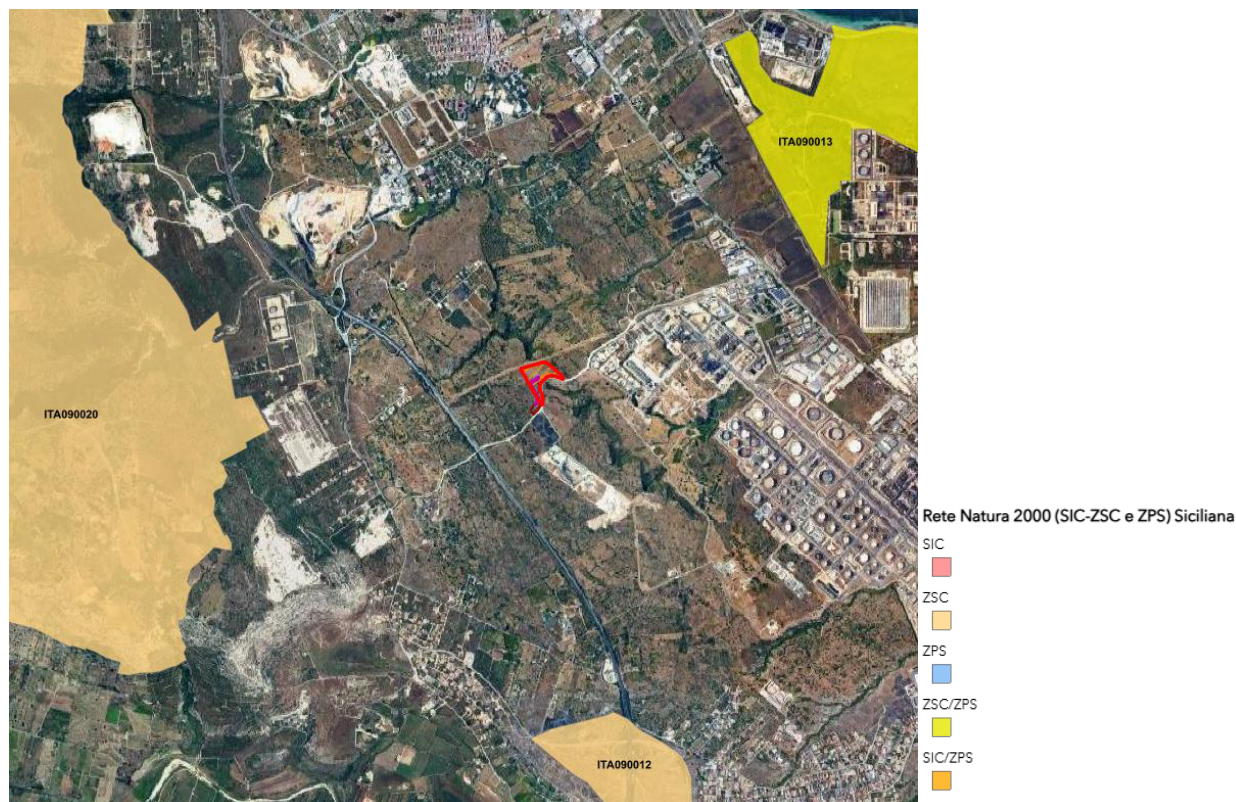 ITA090013
ITA090020
ITA090012
Rete Natura 2000 (SIC-ZSC e ZPS) Siciliana
SIC
ZSC
ZPS
ZSC/ZPS
SIC/ZPS